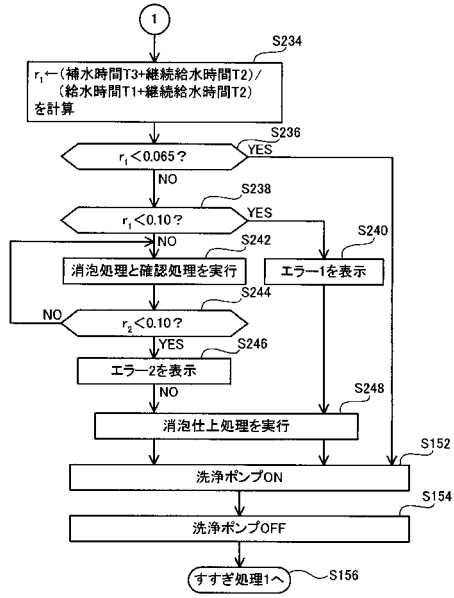 1
S234
r₁←(補水時間T3+継続給水時間T2)/
(給水時間T1+継続給水時間T2)
を計算
S236
r₁<0.065?
YES
NO
S238
r₁<0.10?
YES
NO
S242
S240
消泡処理と確認処理を実行
エラー1を表示
S244
NO
r₂<0.10?
YES
S246
エラー2を表示
NO
S248
消泡仕上処理を実行
S152
洗浄ポンプON
S154
洗浄ポンプOFF
すすぎ処理1へ
S156